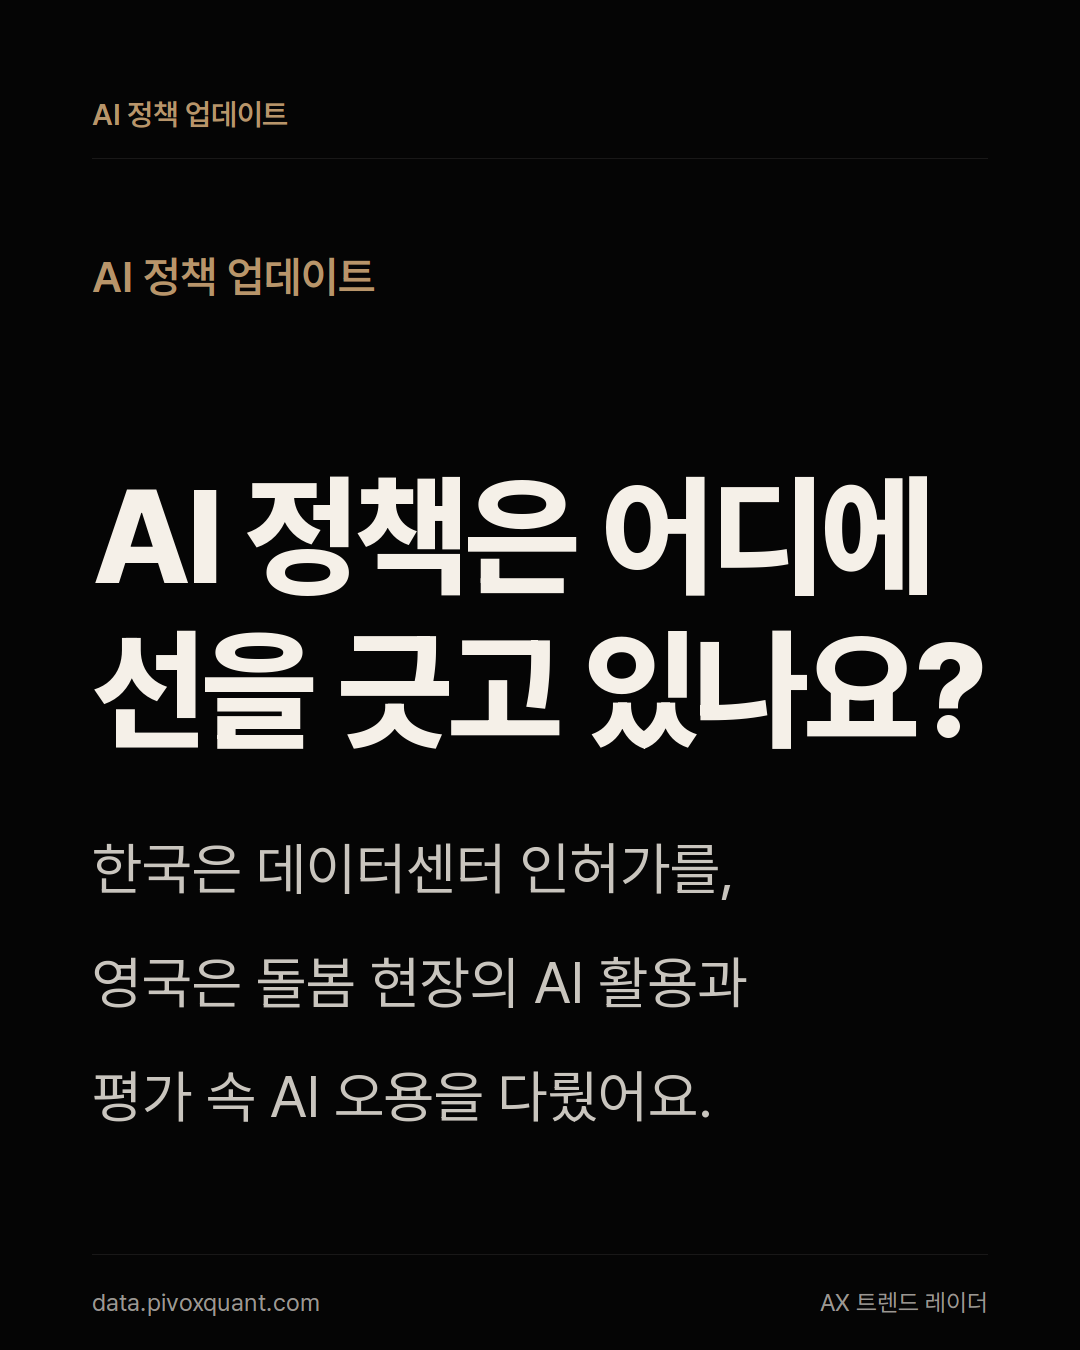 AI 정책 업데이트
AI 정책 업데이트
AI 정책은 어디에
선을 긋고 있나요?
한국은 데이터센터 인허가를,
영국은 돌봄 현장의 AI 활용과
평가 속 AI 오용을 다뤘어요.
data.pivoxquant.com
AX 트렌드 레이더